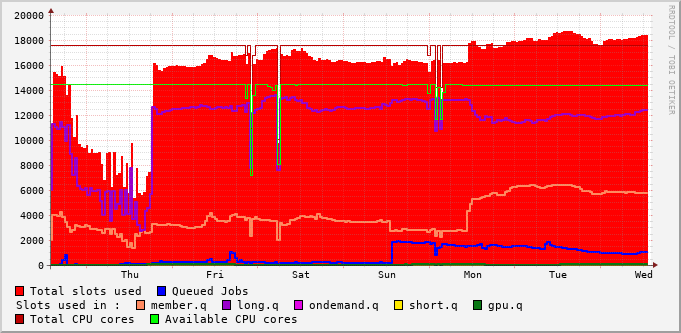 20000
18000
16000
14000
12000
10000
8000
6000
4000
2000
0
Thu Fri Sat Sun Mon Tue Wed
RRDTOOL / TOBI OETIKER
Total slots used Queued Jobs
Slots used in : member.q long.q ondemand.q short.q gpu.q
Total CPU cores Available CPU cores